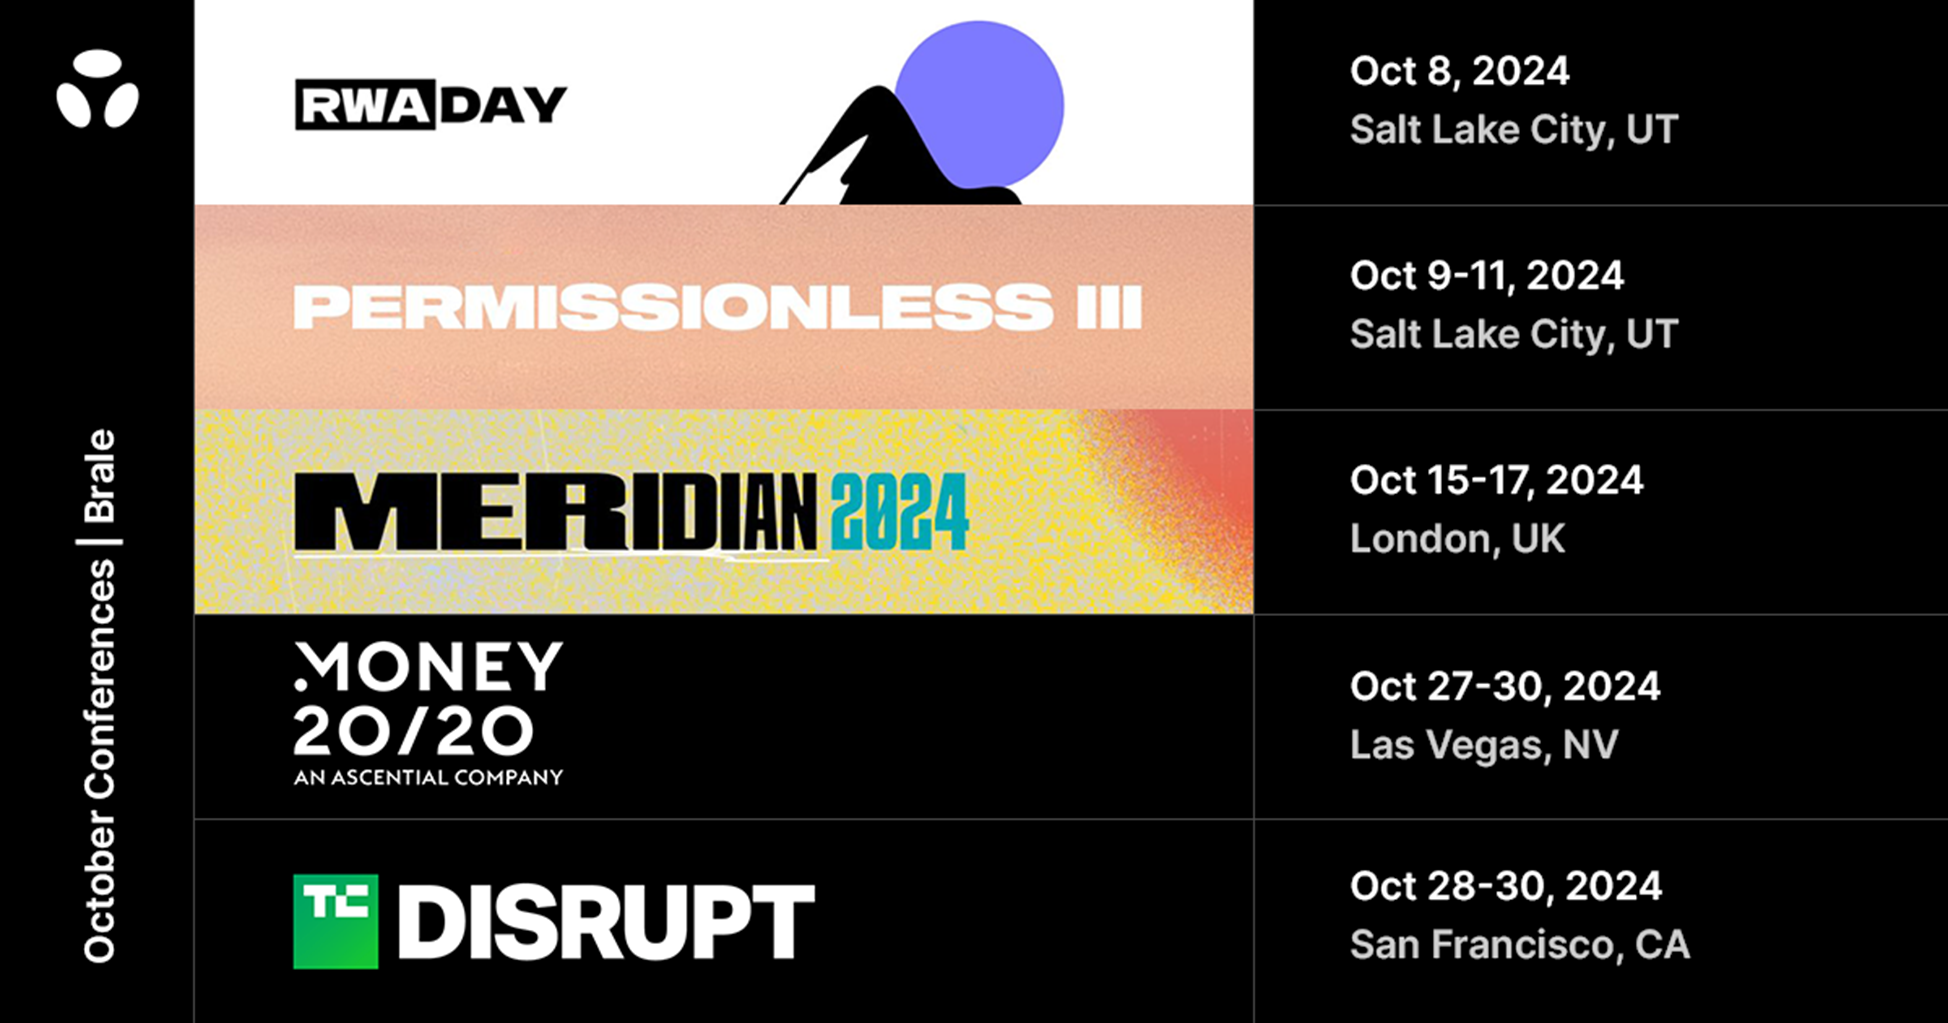 October Conferences | Brale
RWA DAY
Oct 8, 2024
Salt Lake City, UT
PERMISSIONLESS III
Oct 9-11, 2024
Salt Lake City, UT
MERIDIAN 2024
Oct 15-17, 2024
London, UK
MONEY
20/20
AN ASCENTIAL COMPANY
Oct 27-30, 2024
Las Vegas, NV
TC DISRUPT
Oct 28-30, 2024
San Francisco, CA